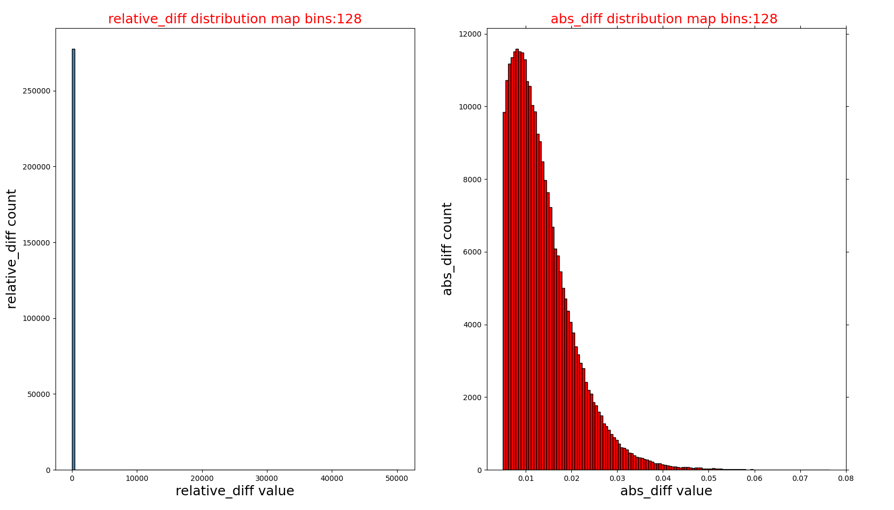 relative_diff distribution map bins:128
relative_diff count
250000
200000
150000
100000
50000
0
0 10000 20000 30000 40000 50000
relative_diff value
abs_diff distribution map bins:128
abs_diff count
12000
10000
8000
6000
4000
2000
0
0.01 0.02 0.03 0.04 0.05 0.06 0.07 0.08
abs_diff value